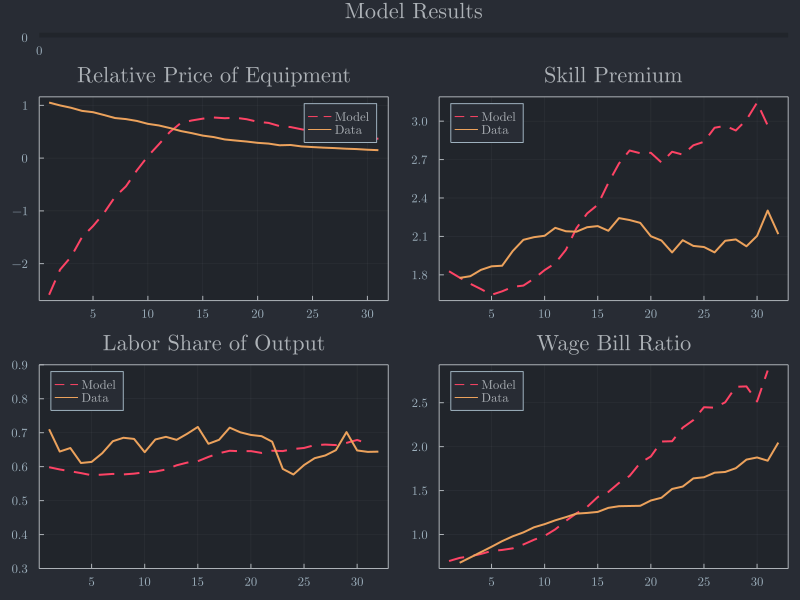 Model Results
0
0
Relative Price of Equipment
1
0
−1
−2
5 10 15 20 25 30
Model
Data
Skill Premium
3.0
2.7
2.4
2.1
1.8
5 10 15 20 25 30
Model
Data
Labor Share of Output
0.9
0.8
0.7
0.6
0.5
0.4
0.3
5 10 15 20 25 30
Model
Data
Wage Bill Ratio
2.5
2.0
1.5
1.0
5 10 15 20 25 30
Model
Data